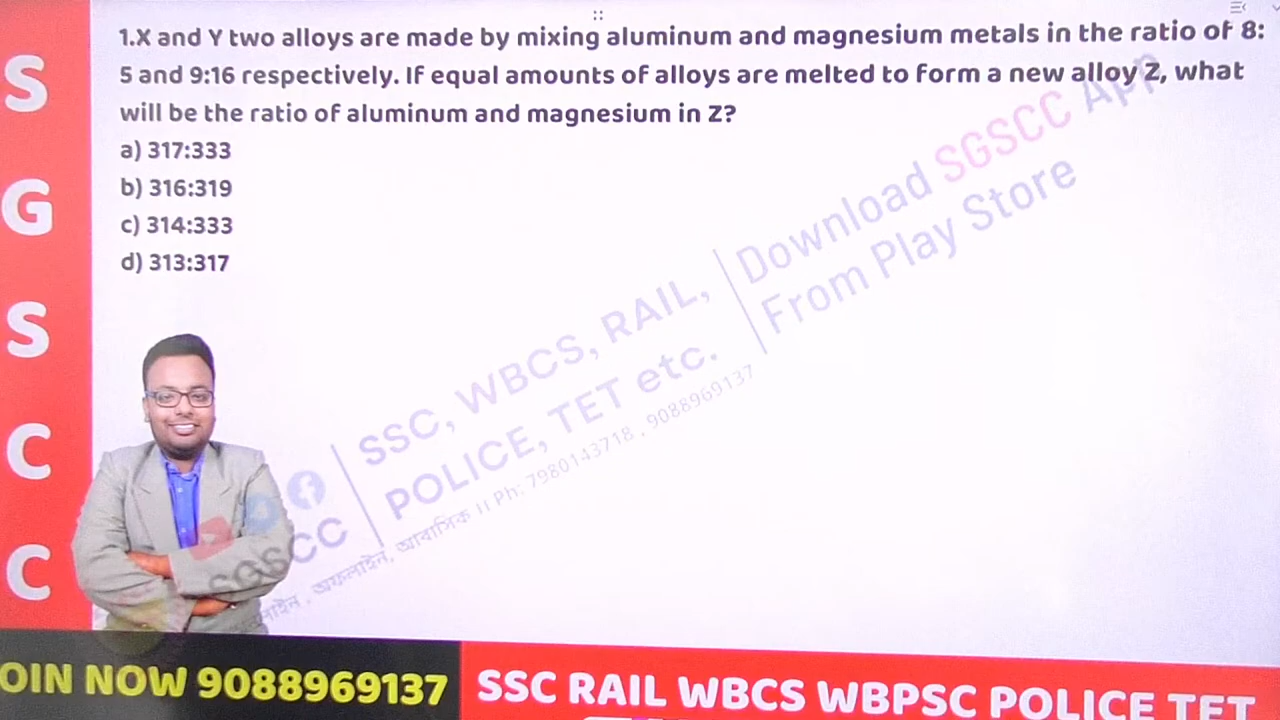 1.X and Y two alloys are made by mixing aluminum and magnesium metals in the ratio of 8:
5 and 9:16 respectively. If equal amounts of alloys are melted to form a new alloy Z, what
will be the ratio of aluminum and magnesium in Z?
a) 317:333
b) 316:319
c) 314:333
d) 313:317
S
G
S
C
C
SGSCC
SSC, WBCS, RAIL,
POLICE, TET etc.
Download SGSCC App
From Play Store
অফলাইন, আবাসিক ।। Ph: 7980143718 , 9088969137
OIN NOW 9088969137
SSC RAIL WBCS WBPSC POLICE TET